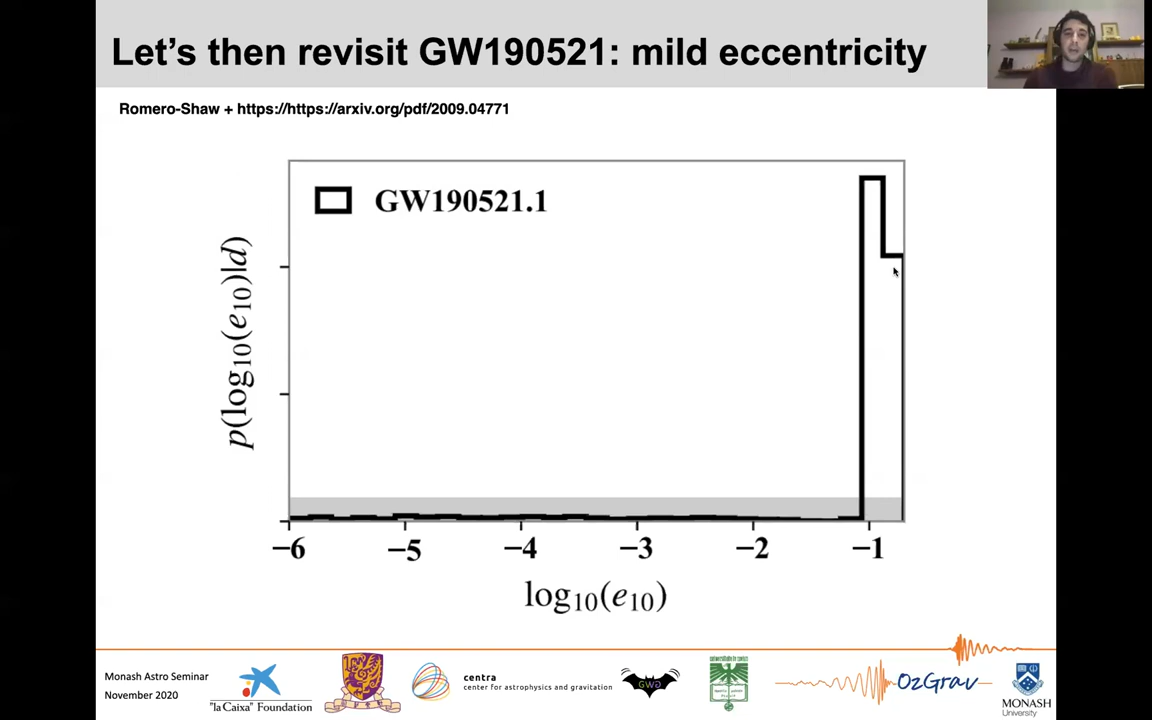 Let's then revisit GW190521: mild eccentricity
Romero-Shaw + https://https://arxiv.org/pdf/2009.04771
GW190521.1
p(log10(e10)|d)
−6 −5 −4 −3 −2 −1
log10(e10)
Monash Astro Seminar
November 2020
"la Caixa" Foundation
centra
center for astrophysics and gravitation
GWG
OzGrav
MONASH
University